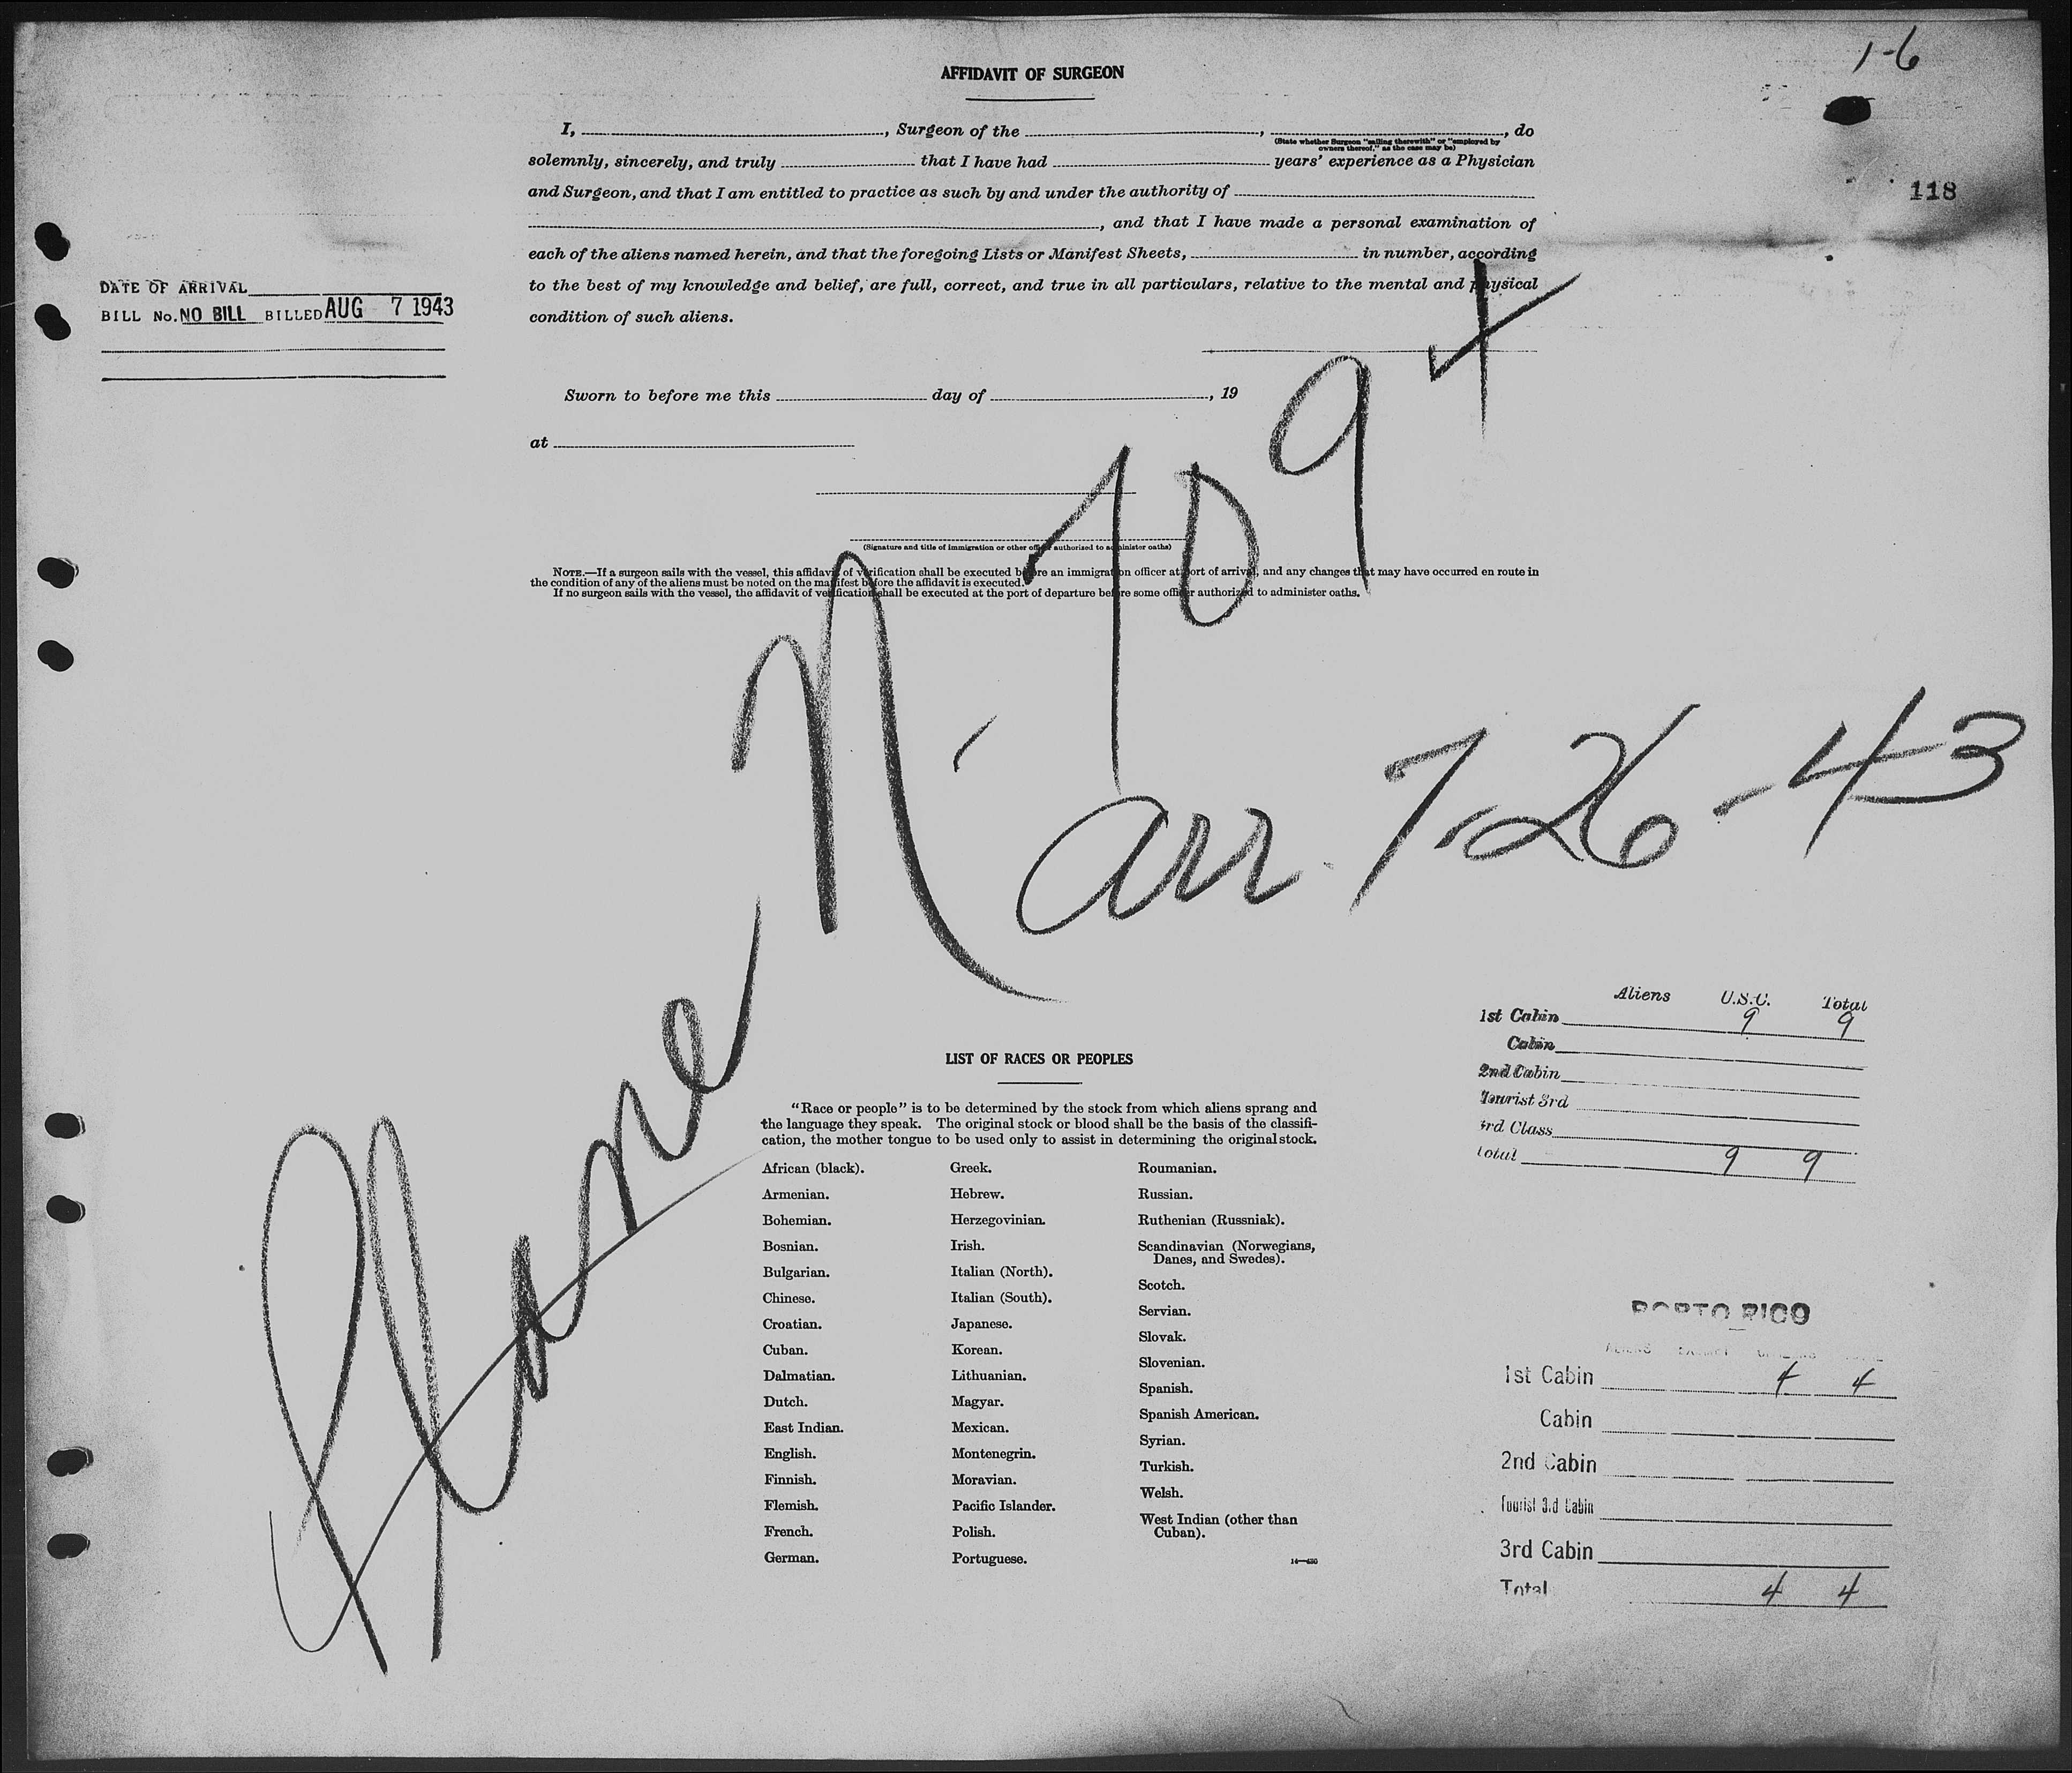 1-6
118
AFFIDAVIT OF SURGEON
I, , Surgeon of the , , do
(State whether Surgeon "sailing therewith" or "employed by
owners thereof," as the case may be)
solemnly, sincerely, and truly that I have had years' experience as a Physician
and Surgeon, and that I am entitled to practice as such by and under the authority of
, and that I have made a personal examination of
each of the aliens named herein, and that the foregoing Lists or Manifest Sheets, in number, according
to the best of my knowledge and belief, are full, correct, and true in all particulars, relative to the mental and physical
condition of such aliens.
DATE OF ARRIVAL
BILL No. NO BILL BILLED AUG 7 1943
Sworn to before me this day of , 19
at
(Signature and title of immigration or other officer authorized to administer oaths)
NOTE.—If a surgeon sails with the vessel, this affidavit of verification shall be executed before an immigration officer at port of arrival, and any changes that may have occurred en route in
the condition of any of the aliens must be noted on the manifest before the affidavit is executed.
If no surgeon sails with the vessel, the affidavit of verification shall be executed at the port of departure before some officer authorized to administer oaths.
Plane N-1094
arr. 7-26-43
Aliens U.S.C. Total
1st Cabin 9 9
Cabin
2nd Cabin
Tourist 3rd
3rd Class
Total 9 9
LIST OF RACES OR PEOPLES
"Race or people" is to be determined by the stock from which aliens sprang and
the language they speak. The original stock or blood shall be the basis of the classifi-
cation, the mother tongue to be used only to assist in determining the original stock.
African (black).
Armenian.
Bohemian.
Bosnian.
Bulgarian.
Chinese.
Croatian.
Cuban.
Dalmatian.
Dutch.
East Indian.
English.
Finnish.
Flemish.
French.
German.
Greek.
Hebrew.
Herzegovinian.
Irish.
Italian (North).
Italian (South).
Japanese.
Korean.
Lithuanian.
Magyar.
Mexican.
Montenegrin.
Moravian.
Pacific Islander.
Polish.
Portuguese.
Roumanian.
Russian.
Ruthenian (Russniak).
Scandinavian (Norwegians,
Danes, and Swedes).
Scotch.
Servian.
Slovak.
Slovenian.
Spanish.
Spanish American.
Syrian.
Turkish.
Welsh.
West Indian (other than
Cuban).
PORTO RICO
1st Cabin 4 4
Cabin
2nd Cabin
Tourist 3rd Cabin
3rd Cabin
Total 4 4